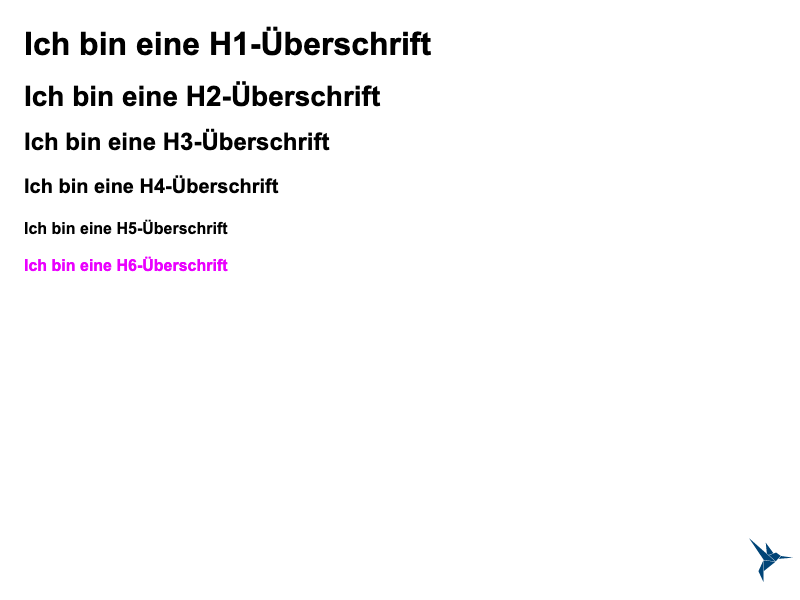 Ich bin eine H1-Überschrift
Ich bin eine H2-Überschrift
Ich bin eine H3-Überschrift
Ich bin eine H4-Überschrift
Ich bin eine H5-Überschrift
Ich bin eine H6-Überschrift